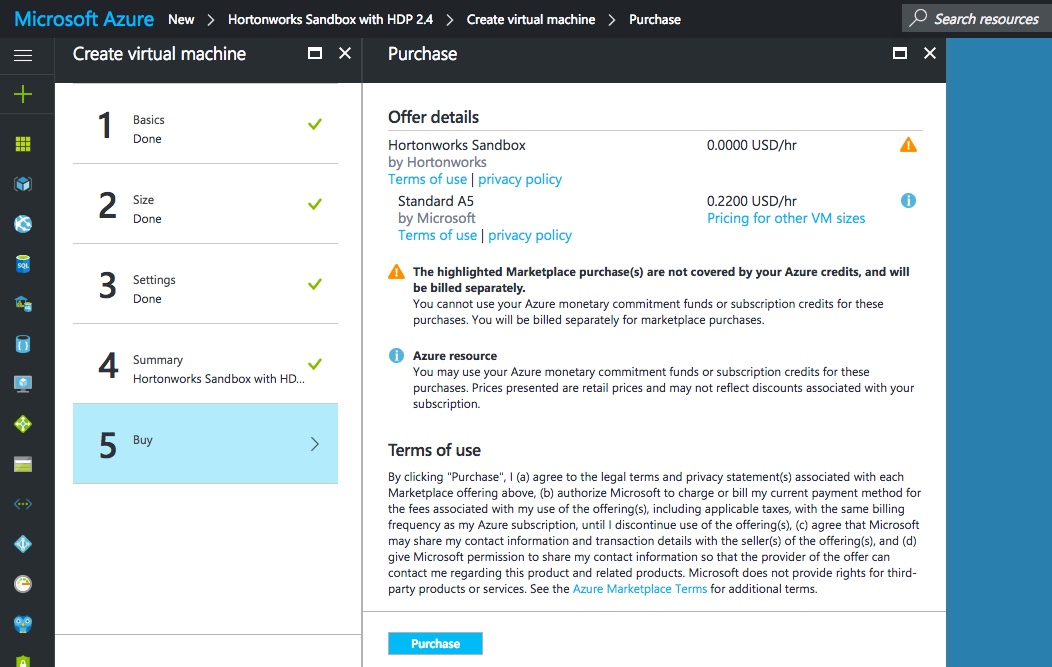 Microsoft Azure New > Hortonworks Sandbox with HDP 2.4 > Create virtual machine > Purchase
Search resources
Create virtual machine
1 Basics
Done
2 Size
Done
3 Settings
Done
4 Summary
Hortonworks Sandbox with HD...
5 Buy
Purchase
Offer details
Hortonworks Sandbox 0.0000 USD/hr
by Hortonworks
Terms of use | privacy policy
Standard A5 0.2200 USD/hr
by Microsoft Pricing for other VM sizes
Terms of use | privacy policy
The highlighted Marketplace purchase(s) are not covered by your Azure credits, and will
be billed separately.
You cannot use your Azure monetary commitment funds or subscription credits for these
purchases. You will be billed separately for marketplace purchases.
Azure resource
You may use your Azure monetary commitment funds or subscription credits for these
purchases. Prices presented are retail prices and may not reflect discounts associated with your
subscription.
Terms of use
By clicking "Purchase", I (a) agree to the legal terms and privacy statement(s) associated with each
Marketplace offering above, (b) authorize Microsoft to charge or bill my current payment method for
the fees associated with my use of the offering(s), including applicable taxes, with the same billing
frequency as my Azure subscription, until I discontinue use of the offering(s), (c) agree that Microsoft
may share my contact information and transaction details with the seller(s) of the offering(s), and (d)
give Microsoft permission to share my contact information so that the provider of the offer can
contact me regarding this product and related products. Microsoft does not provide rights for third-
party products or services. See the Azure Marketplace Terms for additional terms.
Purchase
SQL